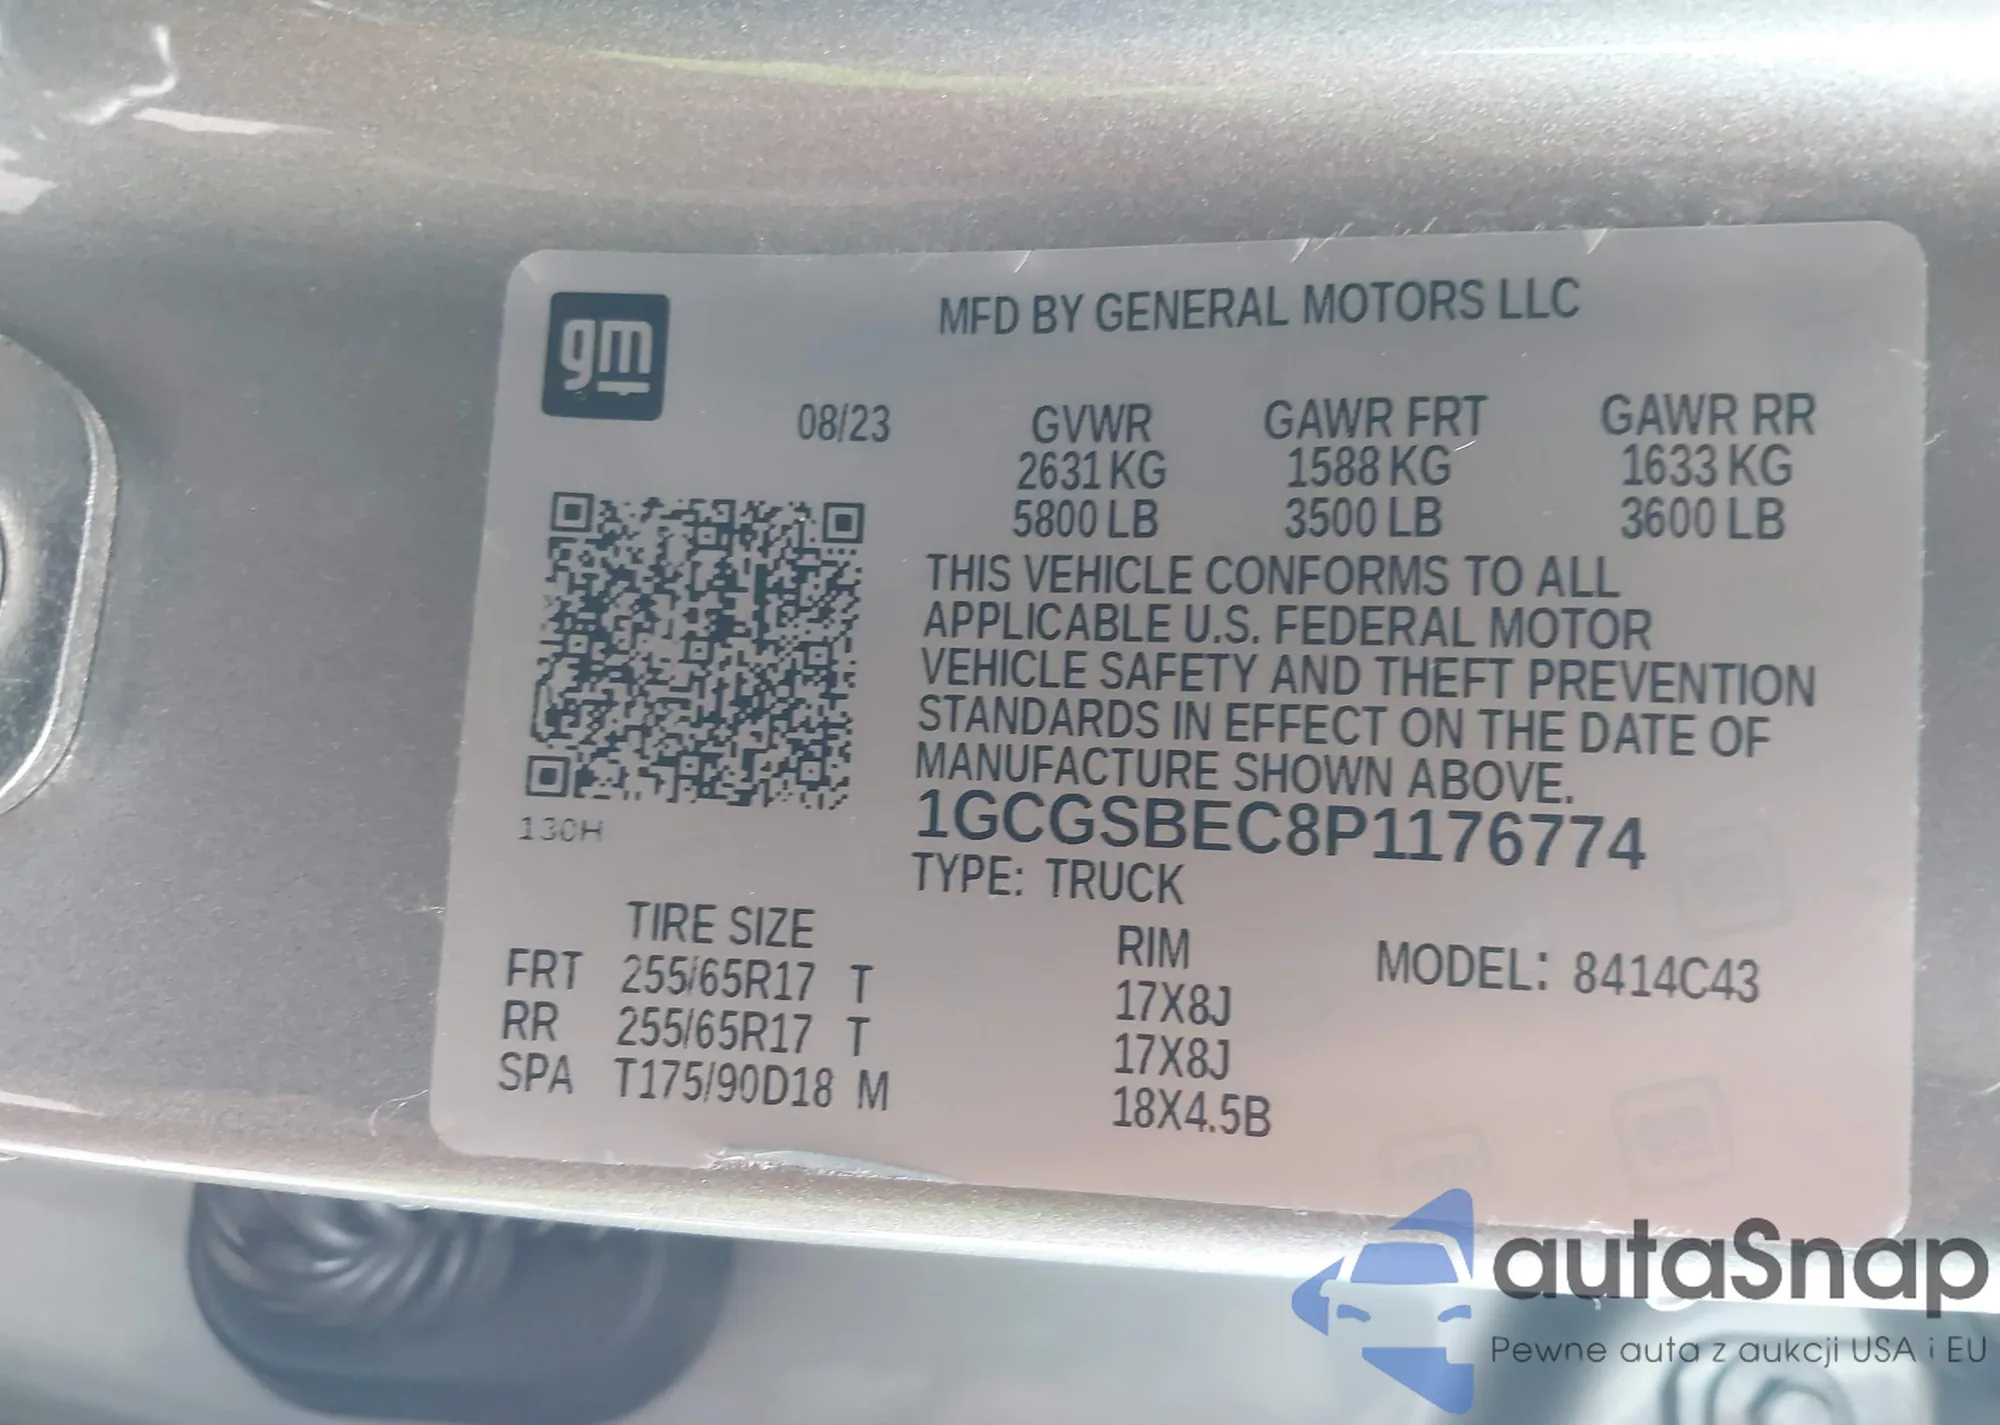 gm
MFD BY GENERAL MOTORS LLC
08/23
GVWR GAWR FRT GAWR RR
2631 KG 1588 KG 1633 KG
5800 LB 3500 LB 3600 LB
THIS VEHICLE CONFORMS TO ALL
APPLICABLE U.S. FEDERAL MOTOR
VEHICLE SAFETY AND THEFT PREVENTION
STANDARDS IN EFFECT ON THE DATE OF
MANUFACTURE SHOWN ABOVE.
1GCGSBEC8P1176774
130H
TYPE: TRUCK
TIRE SIZE RIM MODEL: 8414C43
FRT 255/65R17 T 17X8J
RR 255/65R17 T 17X8J
SPA T175/90D18 M 18X4.5B
autaSnap
Pewne auta z aukcji USA i EU